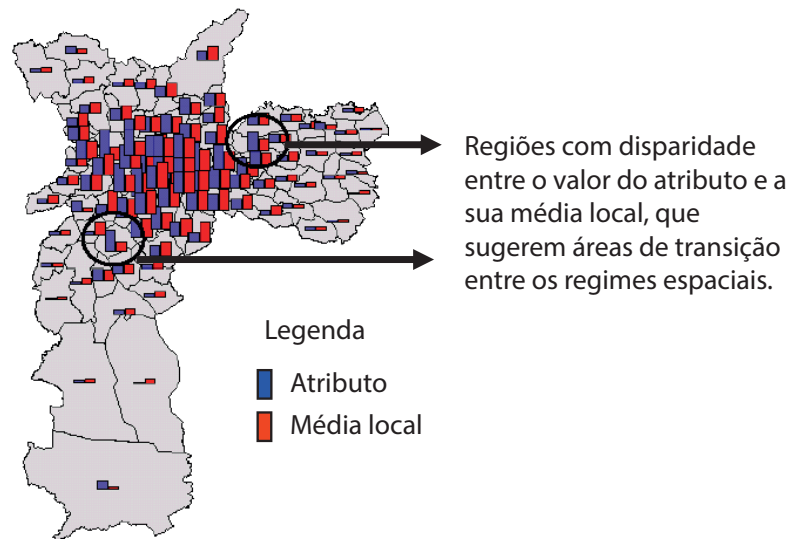 Regiões com disparidade
entre o valor do atributo e a
sua média local, que
sugerem áreas de transição
entre os regimes espaciais.
Legenda
Atributo
Média local